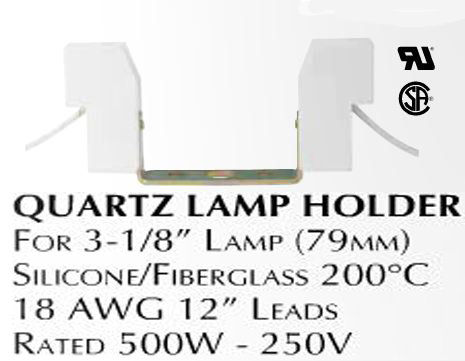 QUARTZ LAMP HOLDER
FOR 3-1/8” LAMP (79MM)
SILICONE/FIBERGLASS 200°C
18 AWG 12” LEADS
RATED 500W - 250V